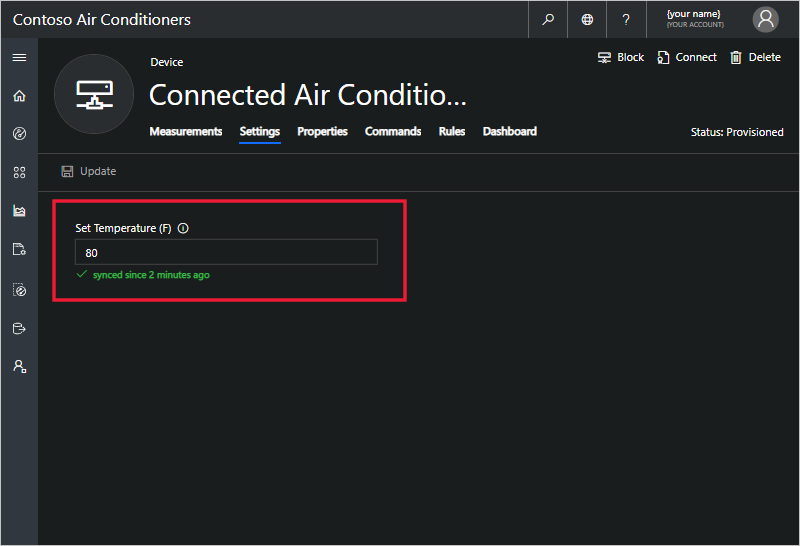 Contoso Air Conditioners
?
{your name}
{YOUR ACCOUNT}
Device
Block
Connect
Delete
Connected Air Conditio...
Measurements
Settings
Properties
Commands
Rules
Dashboard
Status: Provisioned
Update
Set Temperature (F)
80
synced since 2 minutes ago